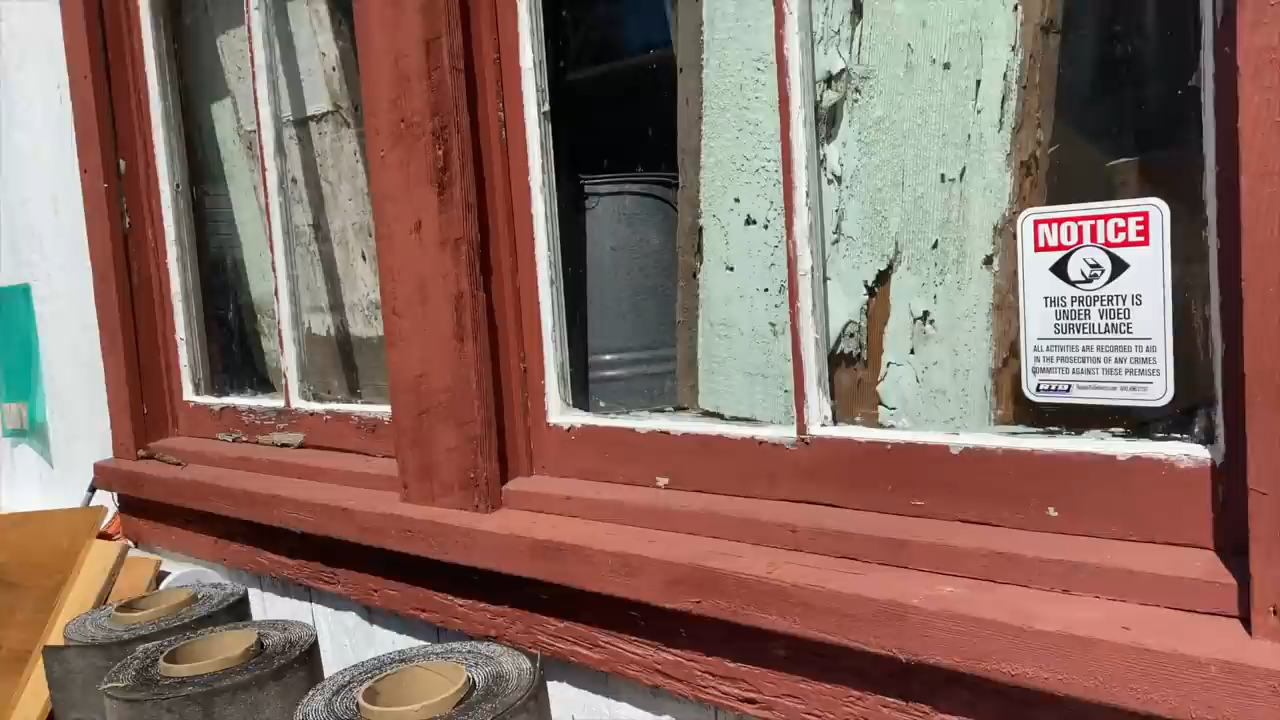 NOTICE
THIS PROPERTY IS
UNDER VIDEO
SURVEILLANCE
ALL ACTIVITIES ARE RECORDED TO AID
IN THE PROSECUTION OF ANY CRIMES
COMMITTED AGAINST THESE PREMISES